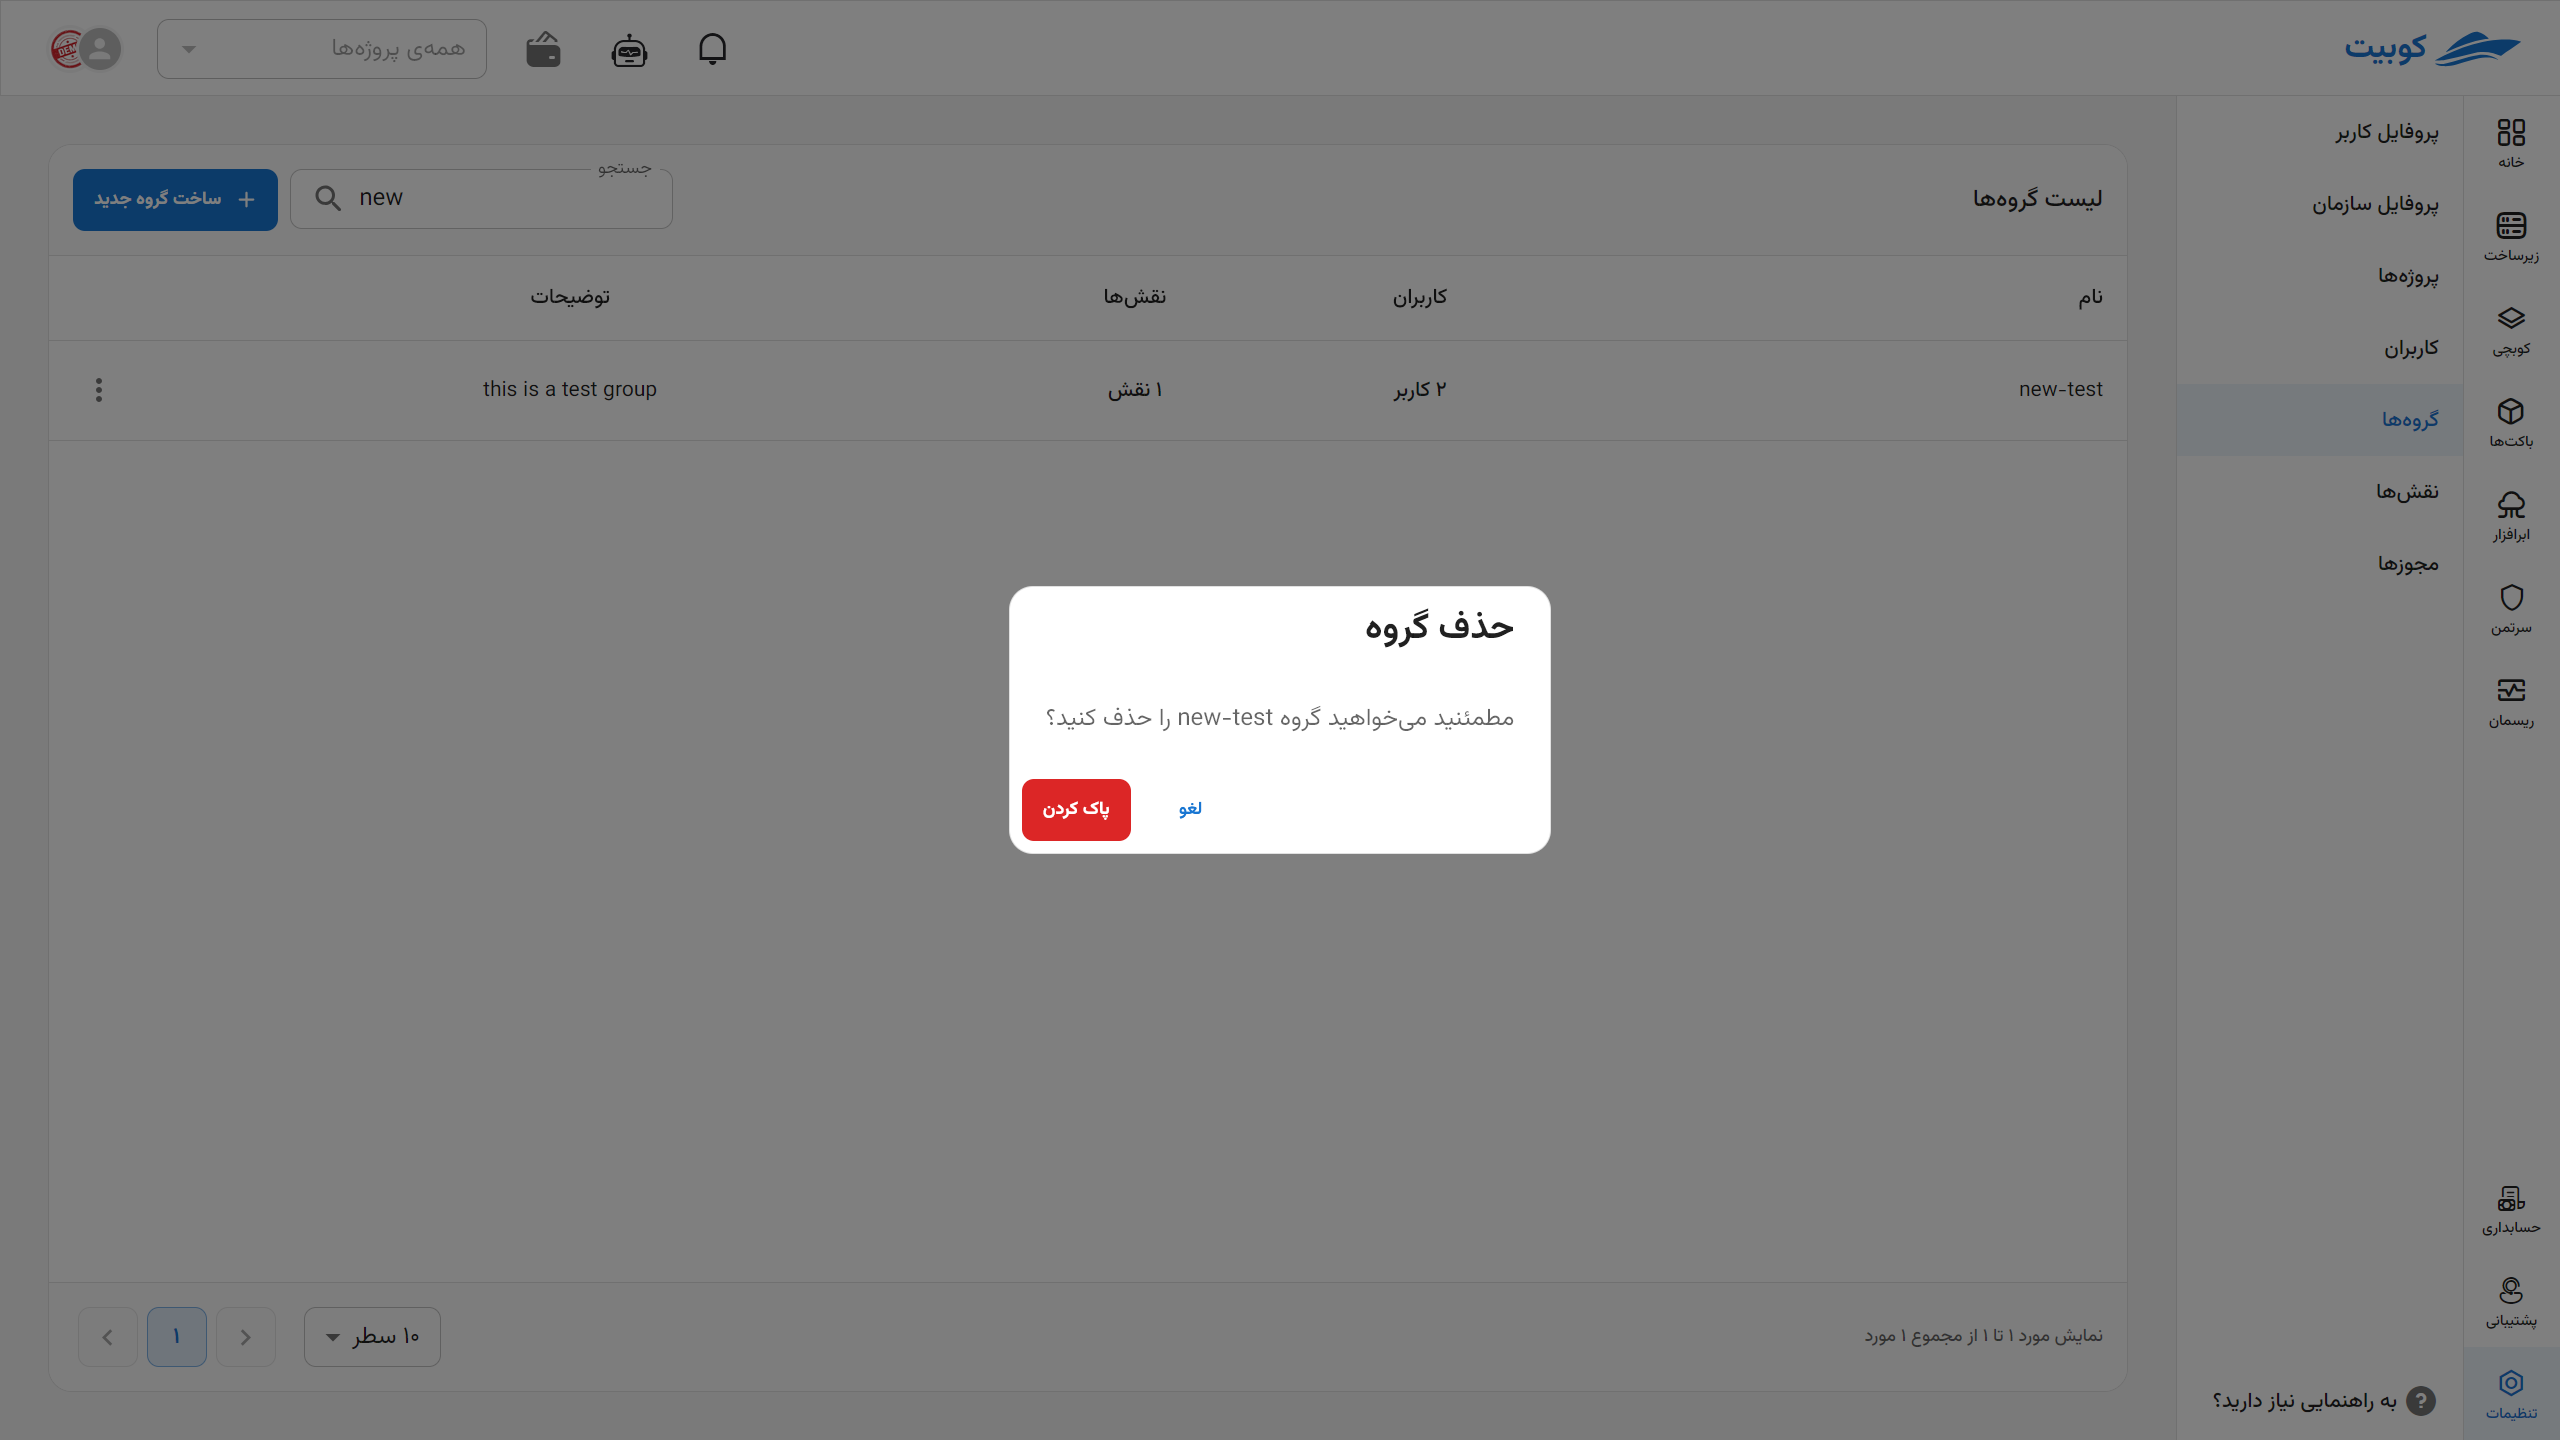 کوبیت
همه‌ی پروژه‌ها
خانه
زیرساخت
کوبچی
باکت‌ها
ابرافزار
سرتمن
ریسمان
حسابداری
پشتیبانی
تنظیمات
پروفایل کاربر
پروفایل سازمان
پروژه‌ها
کاربران
گروه‌ها
نقش‌ها
مجوزها
به راهنمایی نیاز دارید؟
لیست گروه‌ها
جستجو
new
ساخت گروه جدید
نام کاربران نقش‌ها توضیحات
new-test ۲ کاربر ۱ نقش this is a test group
حذف گروه
مطمئنید می‌خواهید گروه new-test را حذف کنید؟
لغو
پاک کردن
نمایش مورد ۱ تا ۱ از مجموع ۱ مورد
۱۰ سطر
۱